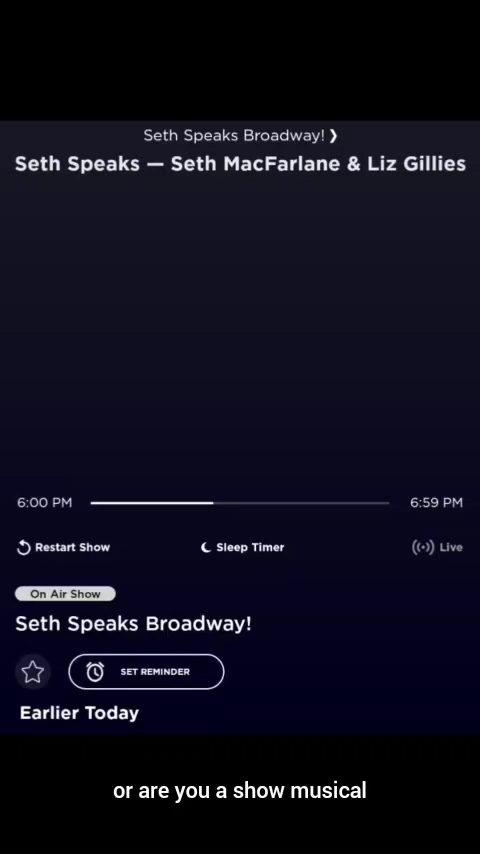 Seth Speaks Broadway! ❯
Seth Speaks — Seth MacFarlane & Liz Gillies
6:00 PM 6:59 PM
Restart Show Sleep Timer Live
On Air Show
Seth Speaks Broadway!
SET REMINDER
Earlier Today
or are you a show musical